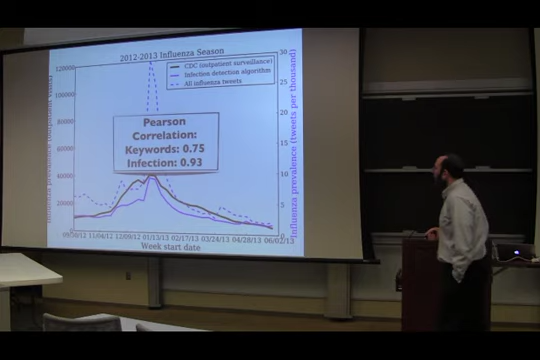 2012-2013 Influenza Season
CDC (outpatient surveillance)
Infection detection algorithm
All influenza tweets
120000
100000
40000
20000
0
30
25
20
15
10
5
0
Influenza prevalence (tweets per thousand)
Pearson
Correlation:
Keywords: 0.75
Infection: 0.93
09/30/12 11/04/12 12/09/12 01/13/13 02/17/13 03/24/13 04/28/13 06/02/13
Week start date